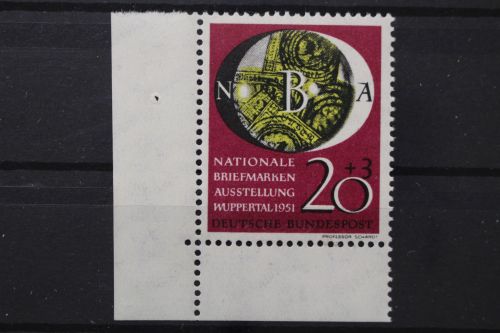 N B A
NATIONALE
BRIEFMARKEN
AUSSTELLUNG
WUPPERTAL 1951
20+3
DEUTSCHE BUNDESPOST
PROFESSOR SCHARDT